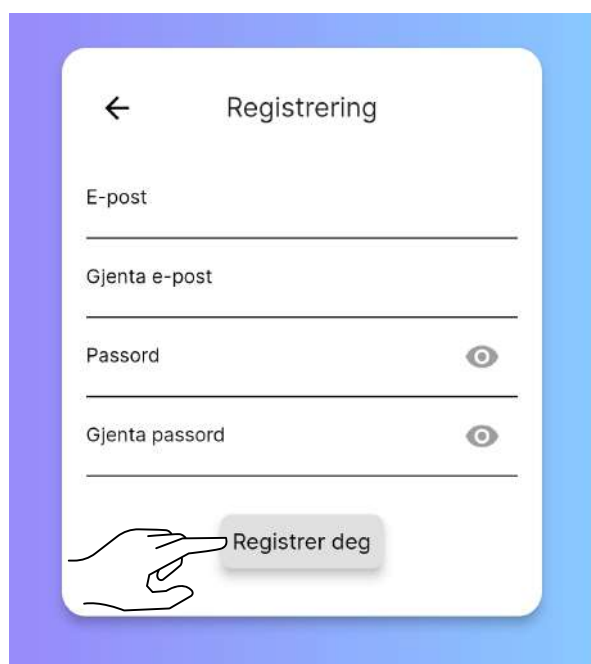 Registrering
E-post
Gjenta e-post
Passord
Gjenta passord
Registrer deg